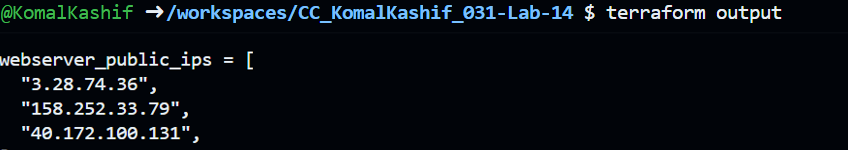 @KomalKashif ➜/workspaces/CC_KomalKashif_031-Lab-14 $ terraform output
webserver_public_ips = [
"3.28.74.36",
"158.252.33.79",
"40.172.100.131",